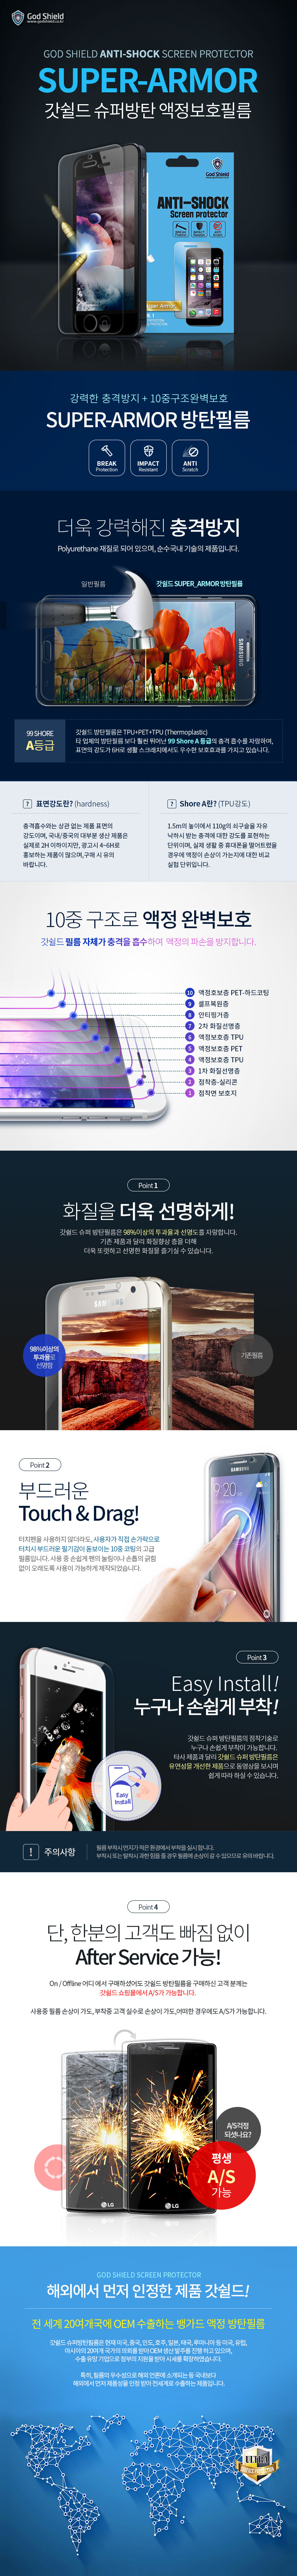 God Shield
www.godshield.co.kr
GOD SHIELD ANTI-SHOCK SCREEN PROTECTOR
SUPER-ARMOR
갓쉴드 슈퍼방탄 액정보호필름
God Shield
ANTI-SHOCK
Screen protector
강력한 충격방지 + 10중구조완벽보호
SUPER-ARMOR 방탄필름
BREAK
Protection
IMPACT
Resistant
ANTI
Scratch
더욱 강력해진 충격방지
Polyurethane 재질로 되어 있으며, 순수국내 기술의 제품입니다.
일반필름
갓쉴드 SUPER_ARMOR 방탄필름
SAMSUNG
99 SHORE
A등급
갓쉴드 방탄필름은 TPU+PET+TPU (Thermoplastic)
타 업체의 방탄필름 보다 훨씬 뛰어난 99 Shore A 등급의 충격 흡수를 자랑하며,
표면의 강도가 6H로 생활 스크래치에서도 우수한 보호효과를 가지고 있습니다.
? 표면강도란? (hardness)
충격흡수와는 상관 없는 제품 표면의
강도이며, 국내/중국의 대부분 생산 제품은
실제로 2H 이하이지만, 광고시 4~6H로
홍보하는 제품이 많으며,구매 시 유의
바랍니다.
? Shore A란? (TPU강도)
1.5m의 높이에서 110g의 쇠구슬을 자유
낙하시 받는 충격에 대한 강도를 표현하는
단위이며, 실제 생활 중 휴대폰을 떨어트렸을
경우에 액정이 손상이 가는지에 대한 비교
실험 단위입니다.
10중 구조로 액정 완벽보호
갓쉴드 필름 자체가 충격을 흡수하여 액정의 파손을 방지합니다.
10 액정호보층 PET-하드코팅
9 셀프복원층
8 안티핑거층
7 2차 화질선명층
6 액정보호층 TPU
5 액정보호층 PET
4 액정보호층 TPU
3 1차 화질선명층
2 점착층-실리콘
1 점착면 보호지
Point 1
화질을 더욱 선명하게!
갓쉴드 슈퍼 방탄필름은 98%이상의 투과율과 선명도를 자랑합니다.
기존 제품과 달리 화질향상 층을 더해
더욱 또렷하고 선명한 화질을 즐기실 수 있습니다.
SAMSUNG
98%이상의
투과율로
선명함
기존필름
Point 2
부드러운
Touch & Drag!
터치펜을 사용하지 않더라도, 사용자가 직접 손가락으로
터치시 부드러운 필기감이 돋보이는 10중 코팅의 고급
필름입니다. 사용 중 손쉽게 펜의 눌림이나 손톱의 긁힘
없이 오래도록 사용이 가능하게 제작되었습니다.
SAMSUNG
9:20
Point 3
Easy Install!
누구나 손쉽게 부착!
갓쉴드 슈퍼 방탄필름의 점착기술로
누구나 손쉽게 부착이 가능합니다.
타사 제품과 달리 갓쉴드 슈퍼 방탄필름은
유연성을 개선한 제품으로 동영상을 보시며
쉽게 따라 하실 수 있습니다.
Easy
Install
! 주의사항
필름 부착시 먼지가 적은 환경에서 부착을 실시 합니다.
부착시 또는 탈착시 과한 힘을 줄 경우 필름에 손상이 갈 수 있으므로 유의 바랍니다.
Point 4
단, 한분의 고객도 빠짐 없이
After Service 가능!
On / Offline 어디 에서 구매하셨어도 갓쉴드 방탄필름을 구매하신 고객 분께는
갓쉴드 쇼핑몰에서 A/S가 가능합니다.
사용중 필름 손상이 가도, 부착중 고객 실수로 손상이 가도,어떠한 경우에도 A/S가 가능합니다.
A/S걱정
되셧나요?
평생
A/S
가능
LG
LG
GOD SHIELD SCREEN PROTECTOR
해외에서 먼저 인정한 제품 갓쉴드!
전 세계 20여개국에 OEM 수출하는 뱅가드 액정 방탄필름
갓쉴드 슈퍼방탄필름은 현재 미국, 중국, 인도, 호주, 일본, 태국, 루마니아 등 미국, 유럽,
아시아의 20여개 국가의 의뢰를 받아 OEM 생산 발주를 진행 하고 있으며,
수출 유망 기업으로 정부의 지원을 받아 시세를 확장하였습니다.
특히, 필름의 우수성으로 해외 언론에 소개되는 등 국내보다
해외에서 먼저 제품성을 인정 받아 전세계로 수출하는 제품입니다.
ULTRA